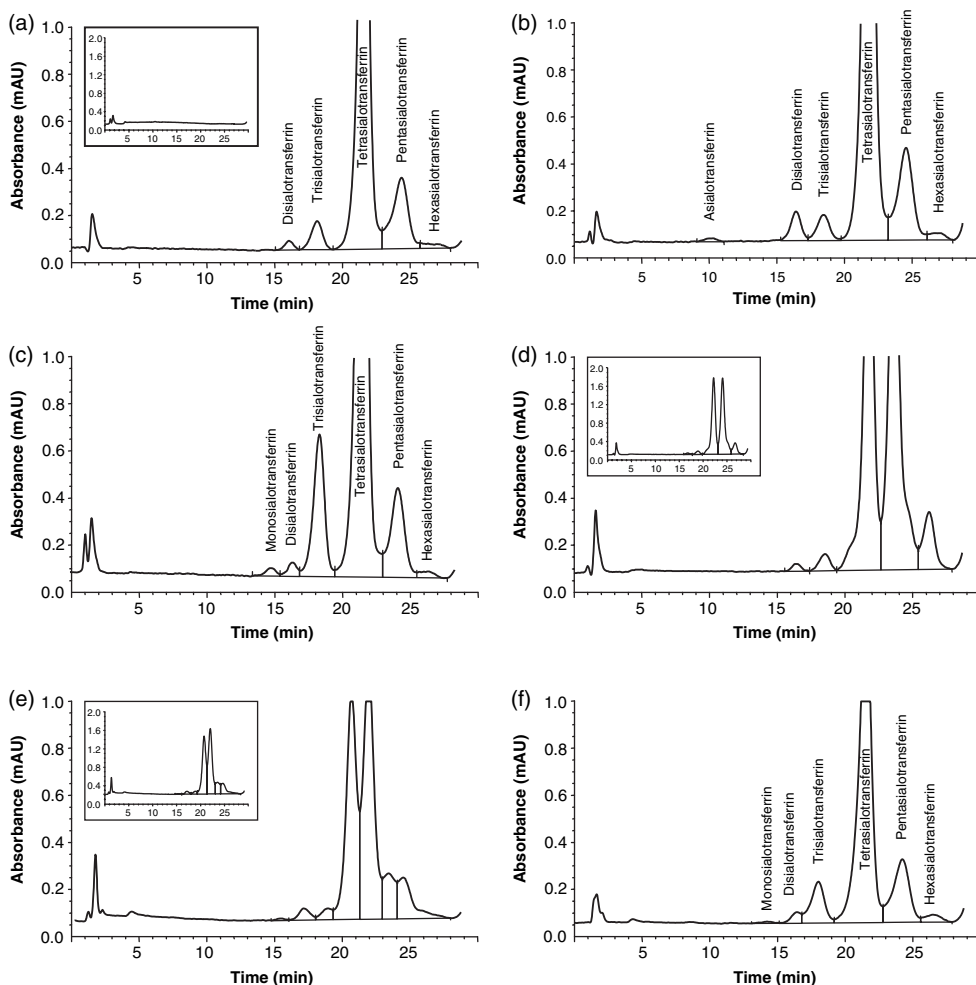 (a)
Absorbance (mAU)
1.0
0.8
0.6
0.4
0.2
0.0
2.0
1.6
1.2
0.8
0.4
0.0
5 10 15 20 25
Disialotransferrin
Trisialotransferrin
Tetrasialotransferrin
Pentasialotransferrin
Hexasialotransferrin
5 10 15 20 25
Time (min)
(b)
Absorbance (mAU)
1.0
0.8
0.6
0.4
0.2
0.0
Asialotransferrin
Disialotransferrin
Trisialotransferrin
Tetrasialotransferrin
Pentasialotransferrin
Hexasialotransferrin
5 10 15 20 25
Time (min)
(c)
Absorbance (mAU)
1.0
0.8
0.6
0.4
0.2
0.0
Monosialotransferrin
Disialotransferrin
Trisialotransferrin
Tetrasialotransferrin
Pentasialotransferrin
Hexasialotransferrin
5 10 15 20 25
Time (min)
(d)
Absorbance (mAU)
1.0
0.8
0.6
0.4
0.2
0.0
2.0
1.6
1.2
0.8
0.4
0.0
5 10 15 20 25
5 10 15 20 25
Time (min)
(e)
Absorbance (mAU)
1.0
0.8
0.6
0.4
0.2
0.0
2.0
1.6
1.2
0.8
0.4
0.0
5 10 15 20 25
5 10 15 20 25
Time (min)
(f)
Absorbance (mAU)
1.0
0.8
0.6
0.4
0.2
0.0
Monosialotransferrin
Disialotransferrin
Trisialotransferrin
Tetrasialotransferrin
Pentasialotransferrin
Hexasialotransferrin
5 10 15 20 25
Time (min)